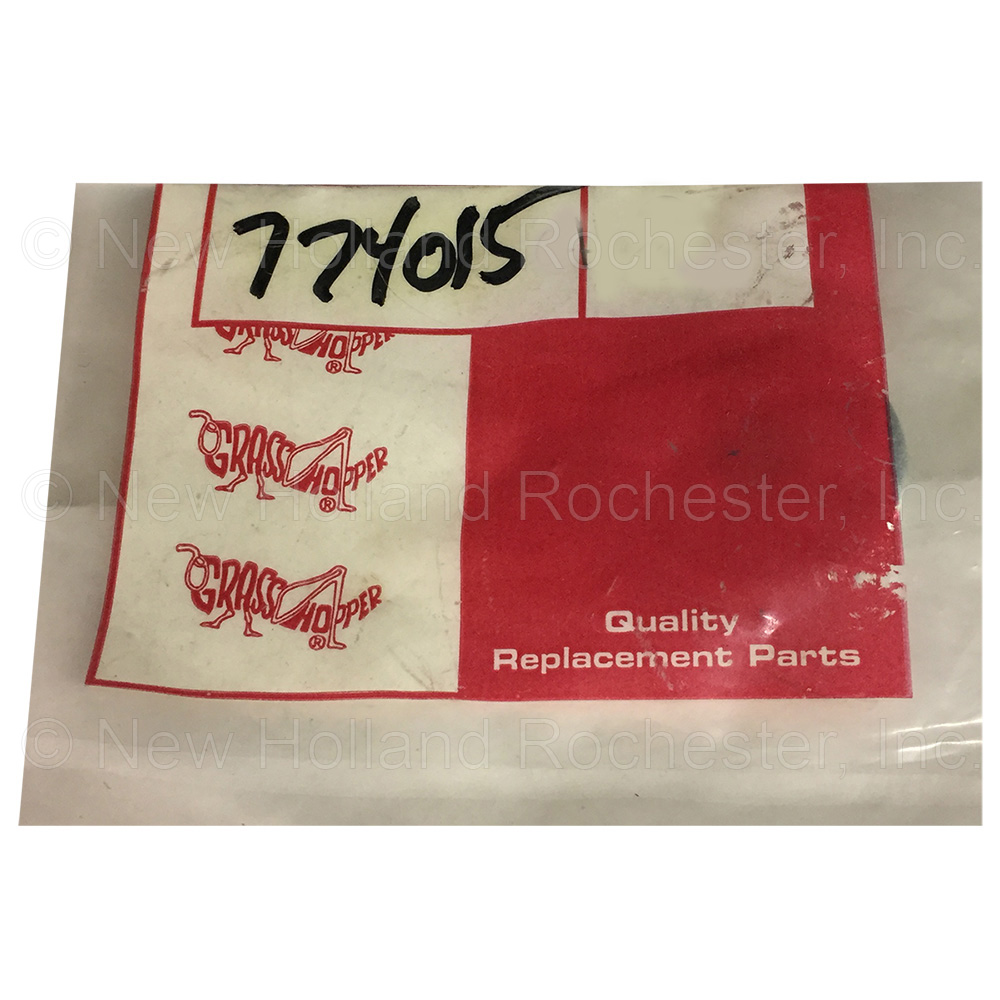 © New Holland Rochester, Inc.
774015
GRASSHOPPER®
GRASSHOPPER®
© New Holland Rochester, Inc.
GRASSHOPPER®
Quality
Replacement Parts
© New Holland Rochester, Inc.